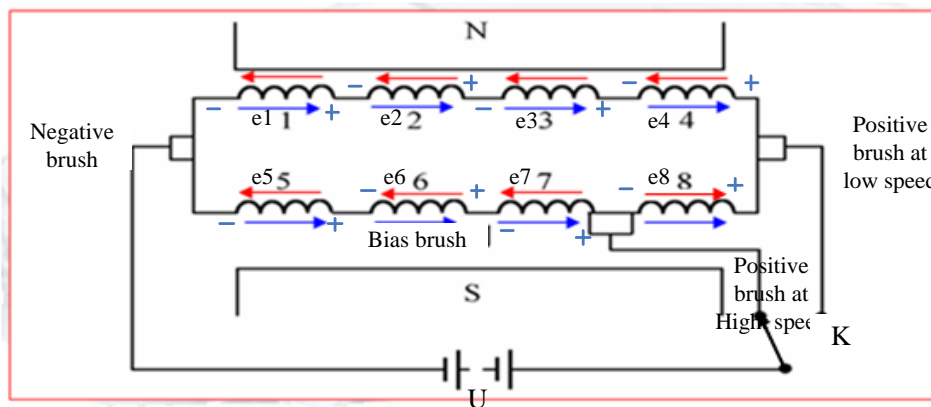 N
− + − + − + − +
e1 1 e2 2 e3 3 e4 4
Negative
brush
Positive
brush at
low speed
e5 5 e6 6 e7 7 e8 8
− + − +
+ − + +
Bias brush
S
Positive
brush at
High spee
K
U